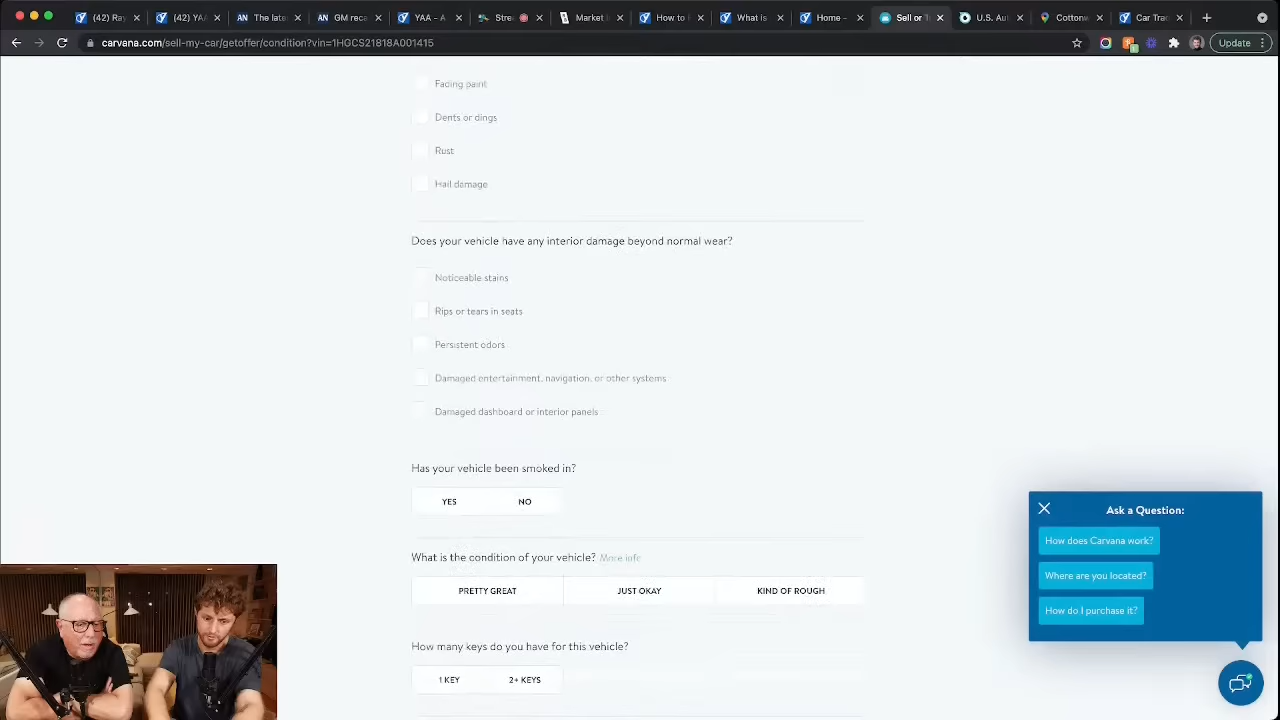 (42) Ray
(42) YAA
The late
GM reca
YAA - A
Stre
Market I
How to
What is
Home -
Sell or T
U.S. Aut
Cottonw
Car Trac
carvana.com/sell-my-car/getoffer/condition?vin=1HGCS21818A001415
Update
Fading paint
Dents or dings
Rust
Hail damage
Does your vehicle have any interior damage beyond normal wear?
Noticeable stains
Rips or tears in seats
Persistent odors
Damaged entertainment, navigation, or other systems
Damaged dashboard or interior panels
Has your vehicle been smoked in?
YES NO
What is the condition of your vehicle? More info
PRETTY GREAT JUST OKAY KIND OF ROUGH
How many keys do you have for this vehicle?
1 KEY 2+ KEYS
Ask a Question:
How does Carvana work?
Where are you located?
How do I purchase it?